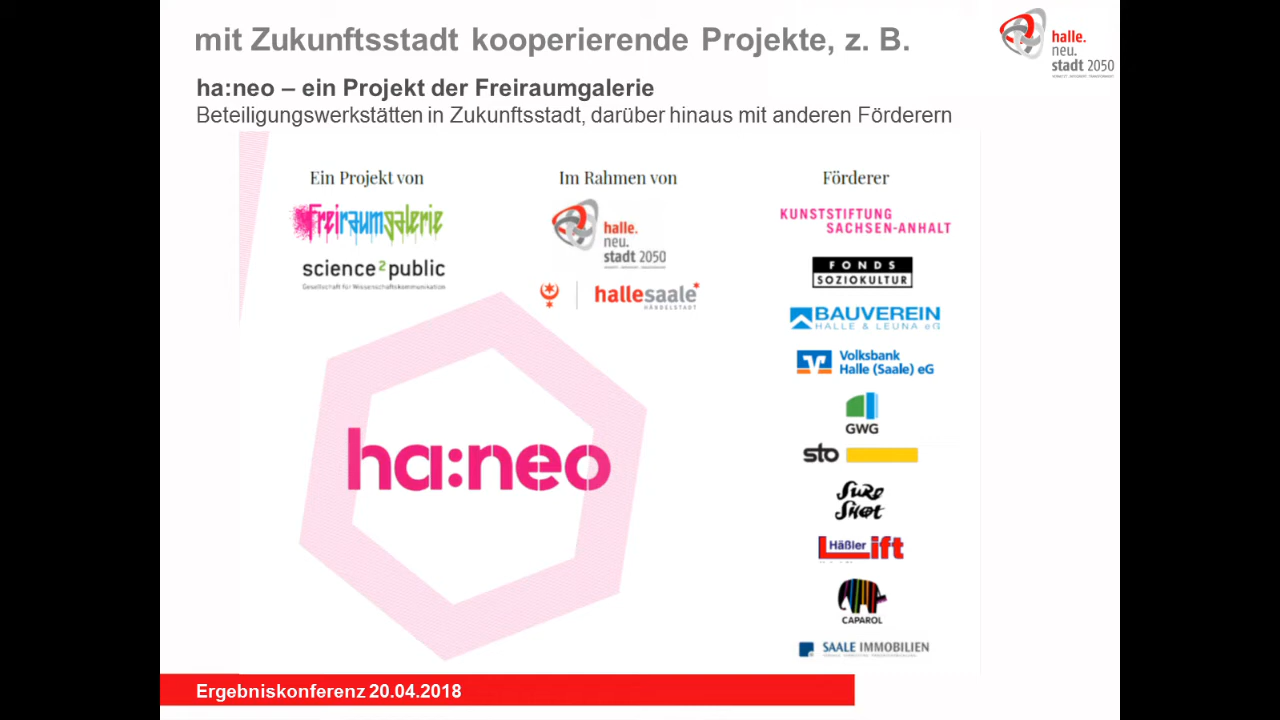 mit Zukunftsstadt kooperierende Projekte, z. B.
halle.
neu.
stadt 2050
ha:neo – ein Projekt der Freiraumgalerie
Beteiligungswerkstätten in Zukunftsstadt, darüber hinaus mit anderen Förderern
Ein Projekt von
freiraumgalerie
science2public
Gesellschaft für Wissenschaftskommunikation
Im Rahmen von
halle.
neu.
stadt 2050
hallesaale*
HÄNDELSTADT
Förderer
KUNSTSTIFTUNG
SACHSEN-ANHALT
FONDS
SOZIOKULTUR
BAUVEREIN
HALLE & LEUNA eG
Volksbank
Halle (Saale) eG
GWG
sto
SURE
SHOT
Häßler
Lift
CAPAROL
SAALE IMMOBILIEN
ha:neo
Ergebniskonferenz 20.04.2018